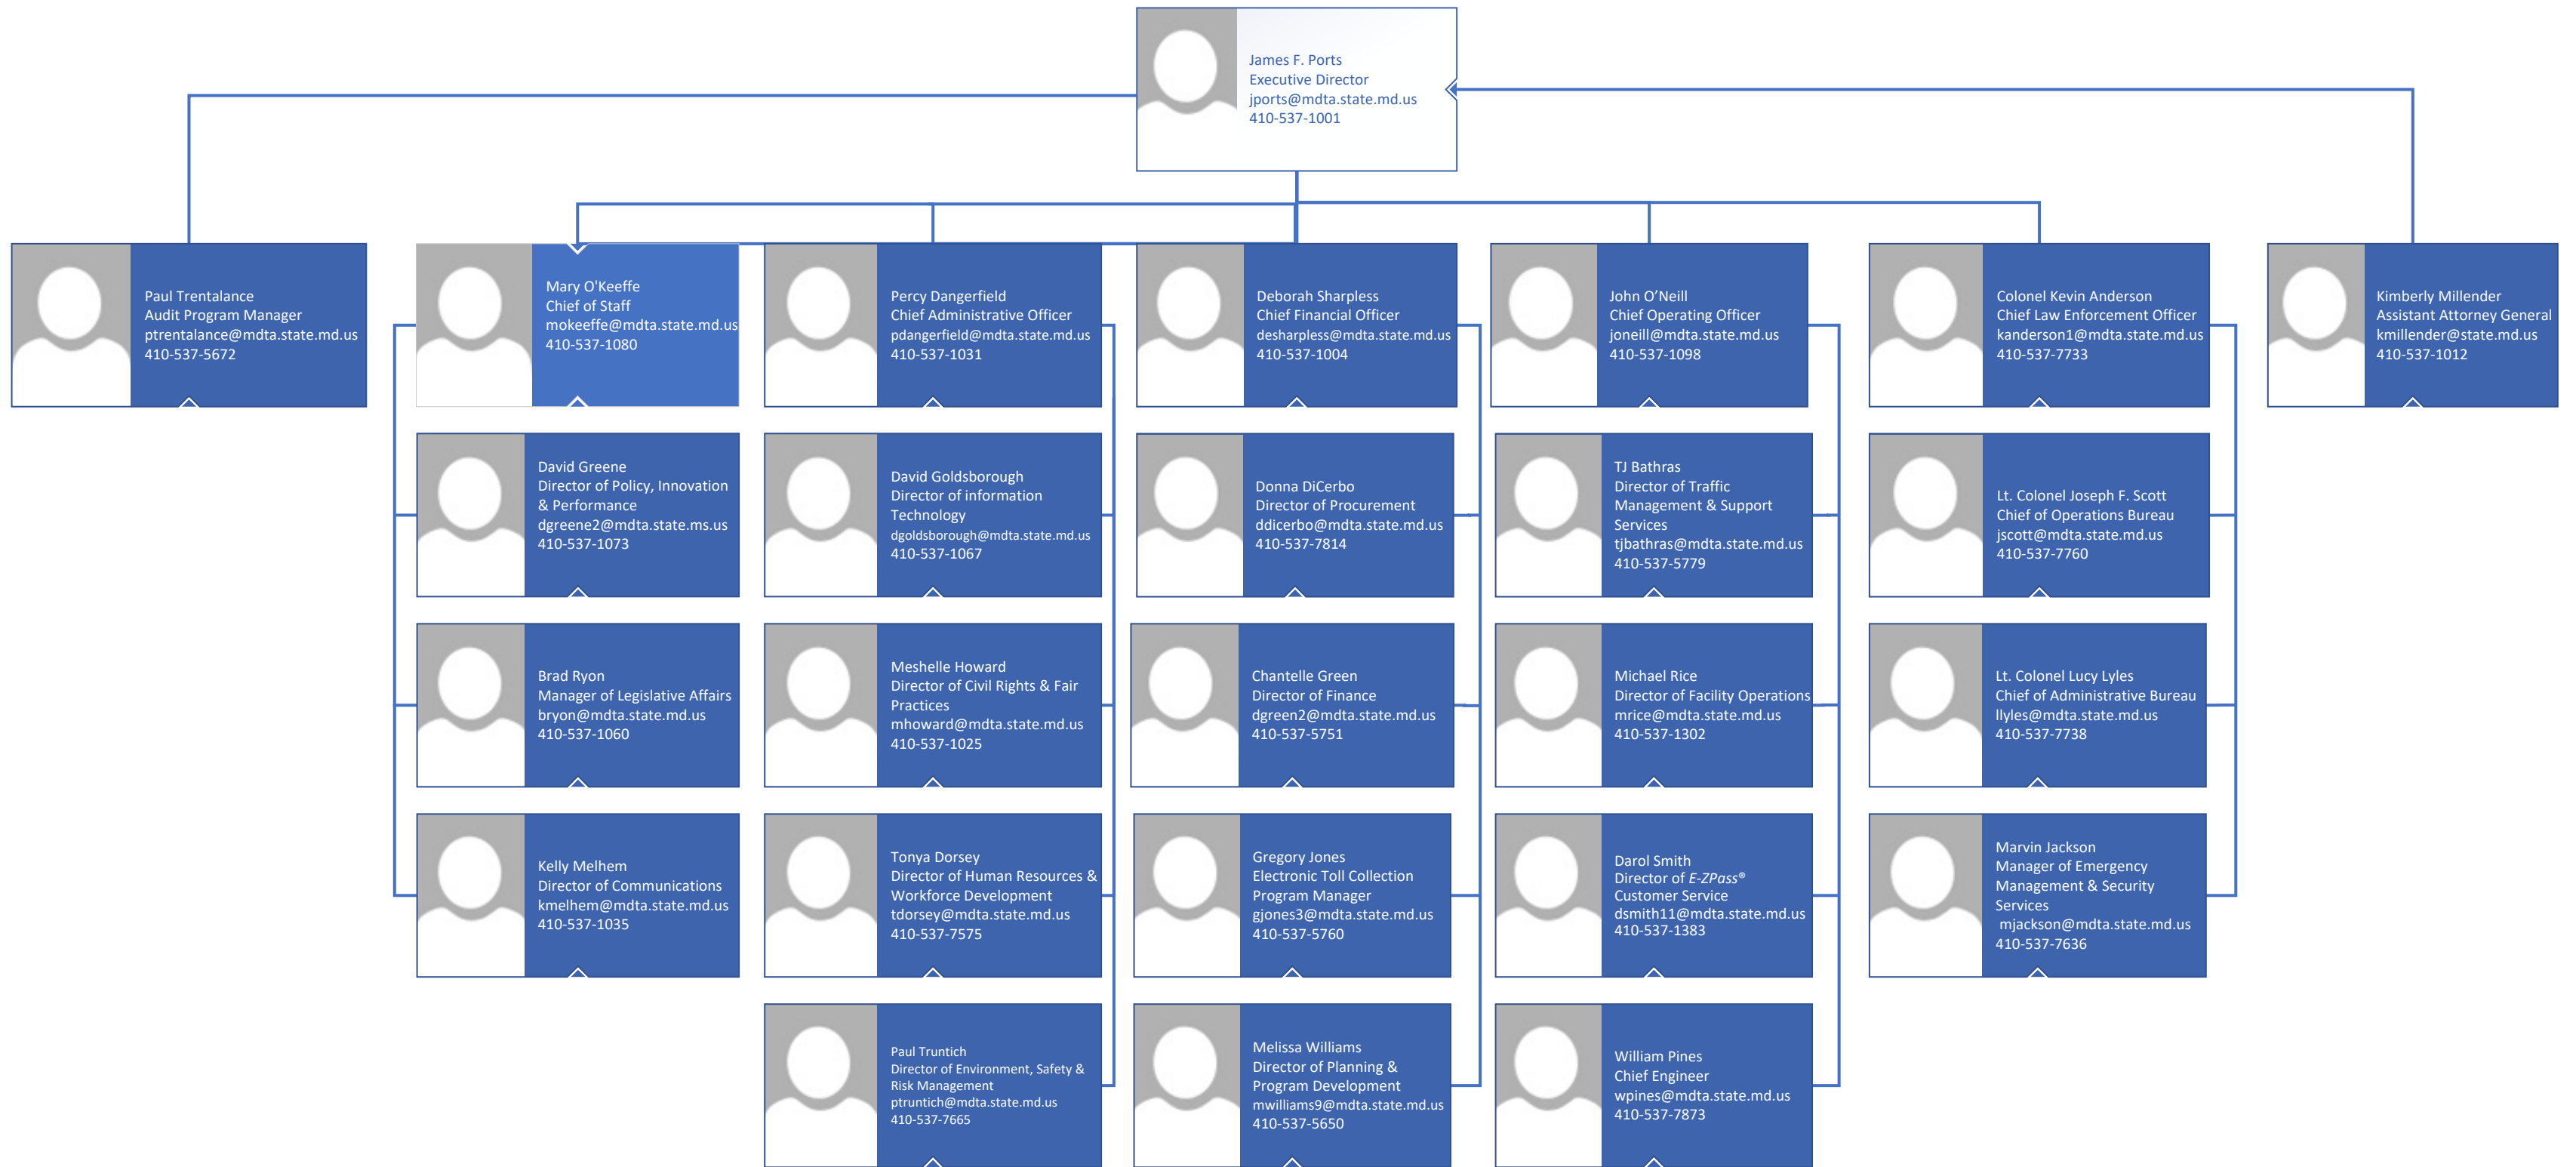 James F. Ports
Executive Director
jports@mdta.state.md.us
410-537-1001
Paul Trentalance
Audit Program Manager
ptrentalance@mdta.state.md.us
410-537-5672
Mary O'Keeffe
Chief of Staff
mokeeffe@mdta.state.md.us
410-537-1080
Percy Dangerfield
Chief Administrative Officer
pdangerfield@mdta.state.md.us
410-537-1031
Deborah Sharpless
Chief Financial Officer
desharpless@mdta.state.md.us
410-537-1004
John O’Neill
Chief Operating Officer
joneill@mdta.state.md.us
410-537-1098
Colonel Kevin Anderson
Chief Law Enforcement Officer
kanderson1@mdta.state.md.us
410-537-7733
Kimberly Millender
Assistant Attorney General
kmillender@state.md.us
410-537-1012
David Greene
Director of Policy, Innovation
& Performance
dgreene2@mdta.state.ms.us
410-537-1073
David Goldsborough
Director of information
Technology
dgoldsborough@mdta.state.md.us
410-537-1067
Donna DiCerbo
Director of Procurement
ddicerbo@mdta.state.md.us
410-537-7814
TJ Bathras
Director of Traffic
Management & Support
Services
tjbathras@mdta.state.md.us
410-537-5779
Lt. Colonel Joseph F. Scott
Chief of Operations Bureau
jscott@mdta.state.md.us
410-537-7760
Brad Ryon
Manager of Legislative Affairs
bryon@mdta.state.md.us
410-537-1060
Meshelle Howard
Director of Civil Rights & Fair
Practices
mhoward@mdta.state.md.us
410-537-1025
Chantelle Green
Director of Finance
dgreen2@mdta.state.md.us
410-537-5751
Michael Rice
Director of Facility Operations
mrice@mdta.state.md.us
410-537-1302
Lt. Colonel Lucy Lyles
Chief of Administrative Bureau
llyles@mdta.state.md.us
410-537-7738
Kelly Melhem
Director of Communications
kmelhem@mdta.state.md.us
410-537-1035
Tonya Dorsey
Director of Human Resources &
Workforce Development
tdorsey@mdta.state.md.us
410-537-7575
Gregory Jones
Electronic Toll Collection
Program Manager
gjones3@mdta.state.md.us
410-537-5760
Darol Smith
Director of E-ZPass®
Customer Service
dsmith11@mdta.state.md.us
410-537-1383
Marvin Jackson
Manager of Emergency
Management & Security
Services
mjackson@mdta.state.md.us
410-537-7636
Paul Truntich
Director of Environment, Safety &
Risk Management
ptruntich@mdta.state.md.us
410-537-7665
Melissa Williams
Director of Planning &
Program Development
mwilliams9@mdta.state.md.us
410-537-5650
William Pines
Chief Engineer
wpines@mdta.state.md.us
410-537-7873